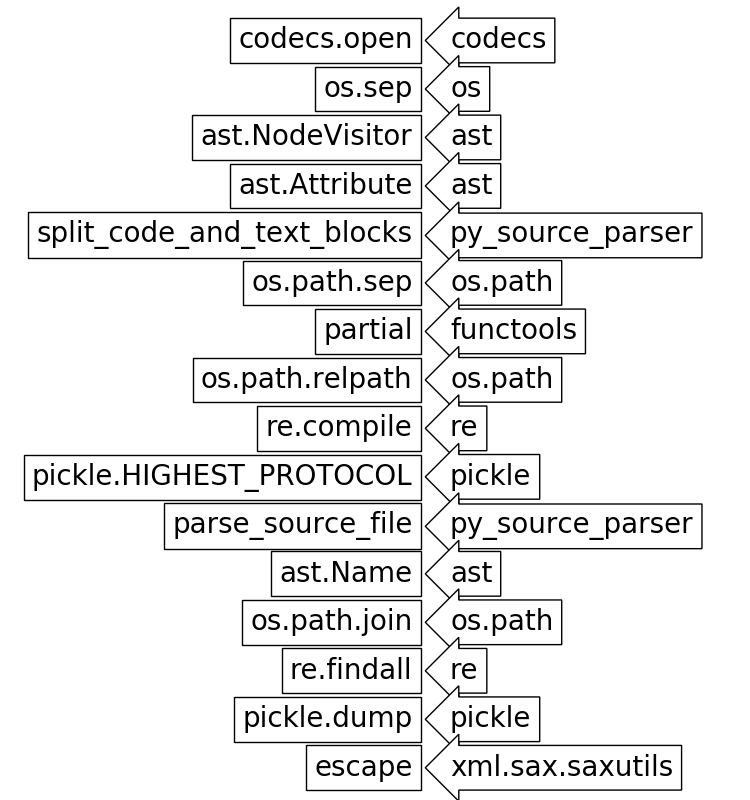 codecs.open codecs
os.sep os
ast.NodeVisitor ast
ast.Attribute ast
split_code_and_text_blocks py_source_parser
os.path.sep os.path
partial functools
os.path.relpath os.path
re.compile re
pickle.HIGHEST_PROTOCOL pickle
parse_source_file py_source_parser
ast.Name ast
os.path.join os.path
re.findall re
pickle.dump pickle
escape xml.sax.saxutils